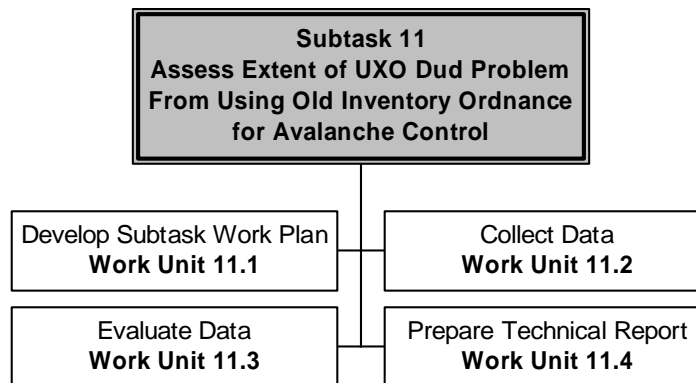 Subtask 11
Assess Extent of UXO Dud Problem
From Using Old Inventory Ordnance
for Avalanche Control
Develop Subtask Work Plan
Work Unit 11.1
Collect Data
Work Unit 11.2
Evaluate Data
Work Unit 11.3
Prepare Technical Report
Work Unit 11.4